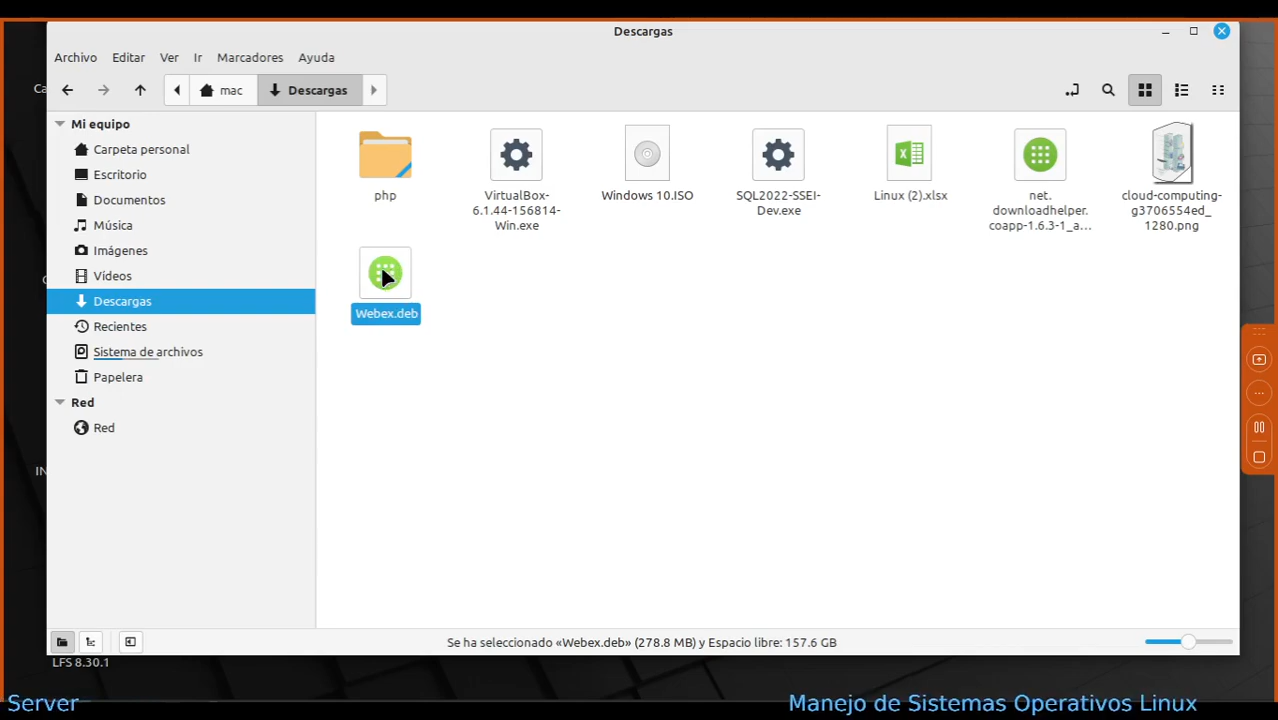 Descargas
Archivo Editar Ver Ir Marcadores Ayuda
mac Descargas
Mi equipo
Carpeta personal
Escritorio
Documentos
Música
Imágenes
Vídeos
Descargas
Recientes
Sistema de archivos
Papelera
Red
Red
php
VirtualBox-
6.1.44-156814-
Win.exe
Windows 10.ISO
SQL2022-SSEI-
Dev.exe
Linux (2).xlsx
net.
downloadhelper.
coapp-1.6.3-1_a...
cloud-computing-
g3706554ed_
1280.png
Webex.deb
Se ha seleccionado «Webex.deb» (278.8 MB) y Espacio libre: 157.6 GB
Ca
IN
LFS 8.30.1
Server
Manejo de Sistemas Operativos Linux